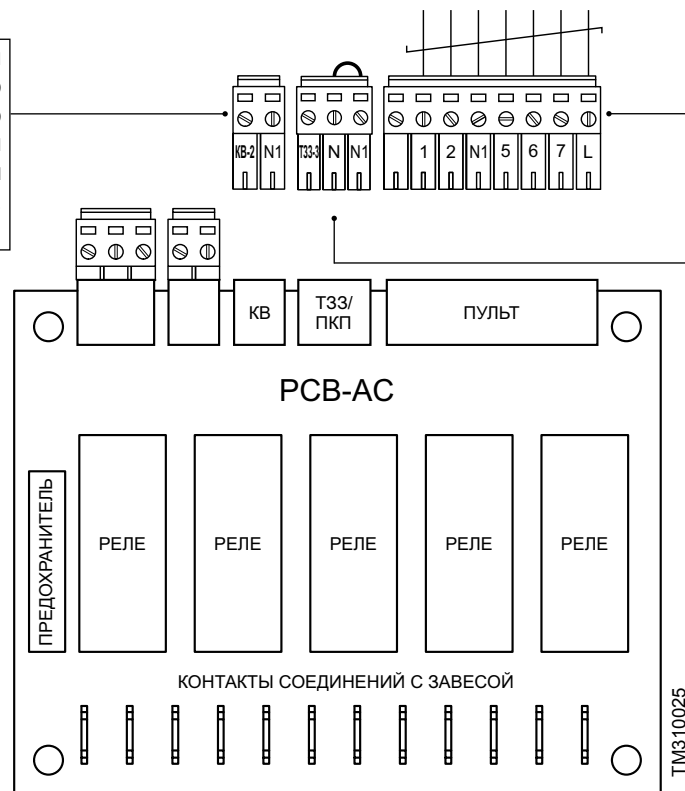 КВ-2 N1 ТЗЗ-3 N N1 1 2 N1 5 6 7 L
КВ
ТЗЗ/
ПКП
ПУЛЬТ
PCB-AC
ПРЕДОХРАНИТЕЛЬ
РЕЛЕ РЕЛЕ РЕЛЕ РЕЛЕ РЕЛЕ
КОНТАКТЫ СОЕДИНЕНИЙ С ЗАВЕСОЙ
TM310025